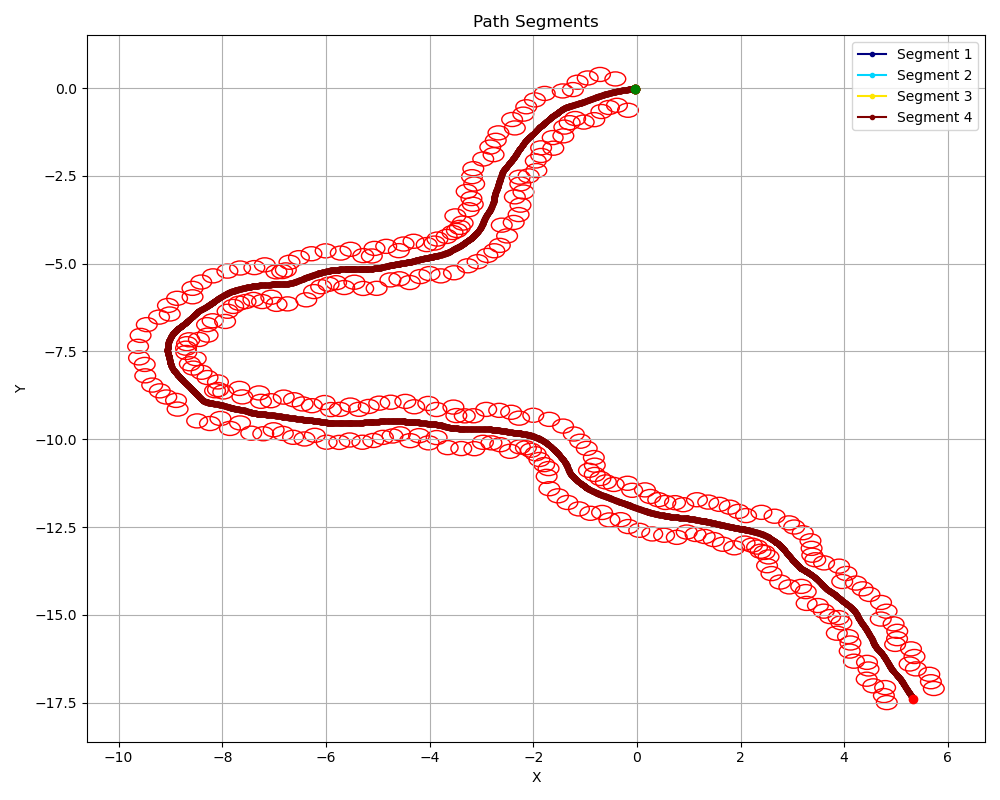 Path Segments
Segment 1
Segment 2
Segment 3
Segment 4
Y
0.0
−2.5
−5.0
−7.5
−10.0
−12.5
−15.0
−17.5
−10
−8
−6
−4
−2
0
2
4
6
X